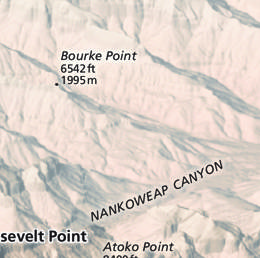 Bourke Point
6542 ft
1995 m
NANKOWEAP CANYON
sevelt Point
Atoko Point